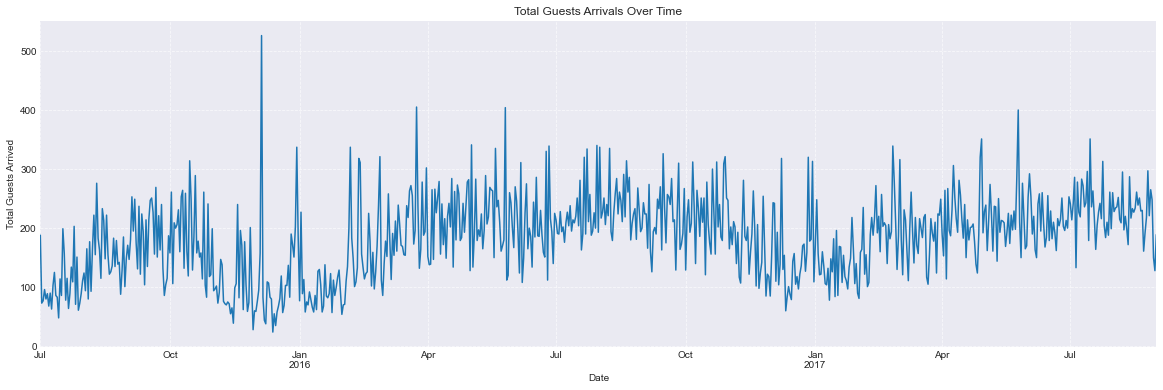 Total Guests Arrivals Over Time
Total Guests Arrived
500
400
300
200
100
0
Jul Oct Jan Apr Jul Oct Jan Apr Jul
2016 2017
Date